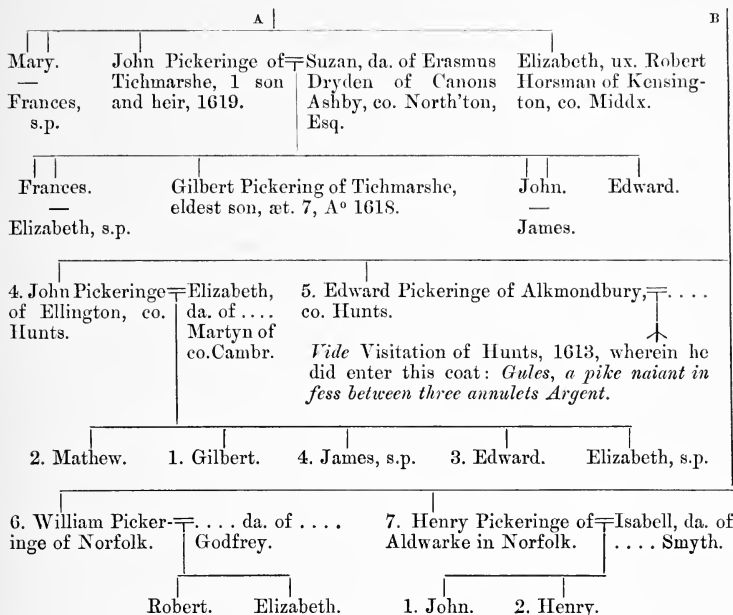 A B
Mary. John Pickeringe of Suzan, da. of Erasmus Elizabeth, ux. Robert
— Tichmarshe, 1 son Dryden of Canons Horsman of Kensing-
Frances, and heir, 1619. Ashby, co. North'ton, ton, co. Middx.
s.p. Esq.
Frances. Gilbert Pickering of Tichmarshe, John. Edward.
— eldest son, æt. 7, Aº 1618. —
Elizabeth, s.p. James.
4. John Pickeringe Elizabeth, 5. Edward Pickeringe of Alkmondbury, . . . .
of Ellington, co. da. of .... co. Hunts.
Hunts. Martyn of
co. Cambr. Vide Visitation of Hunts, 1613, wherein he
did enter this coat: Gules, a pike naiant in
fess between three annulets Argent.
2. Mathew. 1. Gilbert. 4. James, s.p. 3. Edward. Elizabeth, s.p.
6. William Picker- . . . . da. of . . . . 7. Henry Pickeringe of Isabell, da. of
inge of Norfolk. Godfrey. Aldwarke in Norfolk. . . . . Smyth.
Robert. Elizabeth. 1. John. 2. Henry.